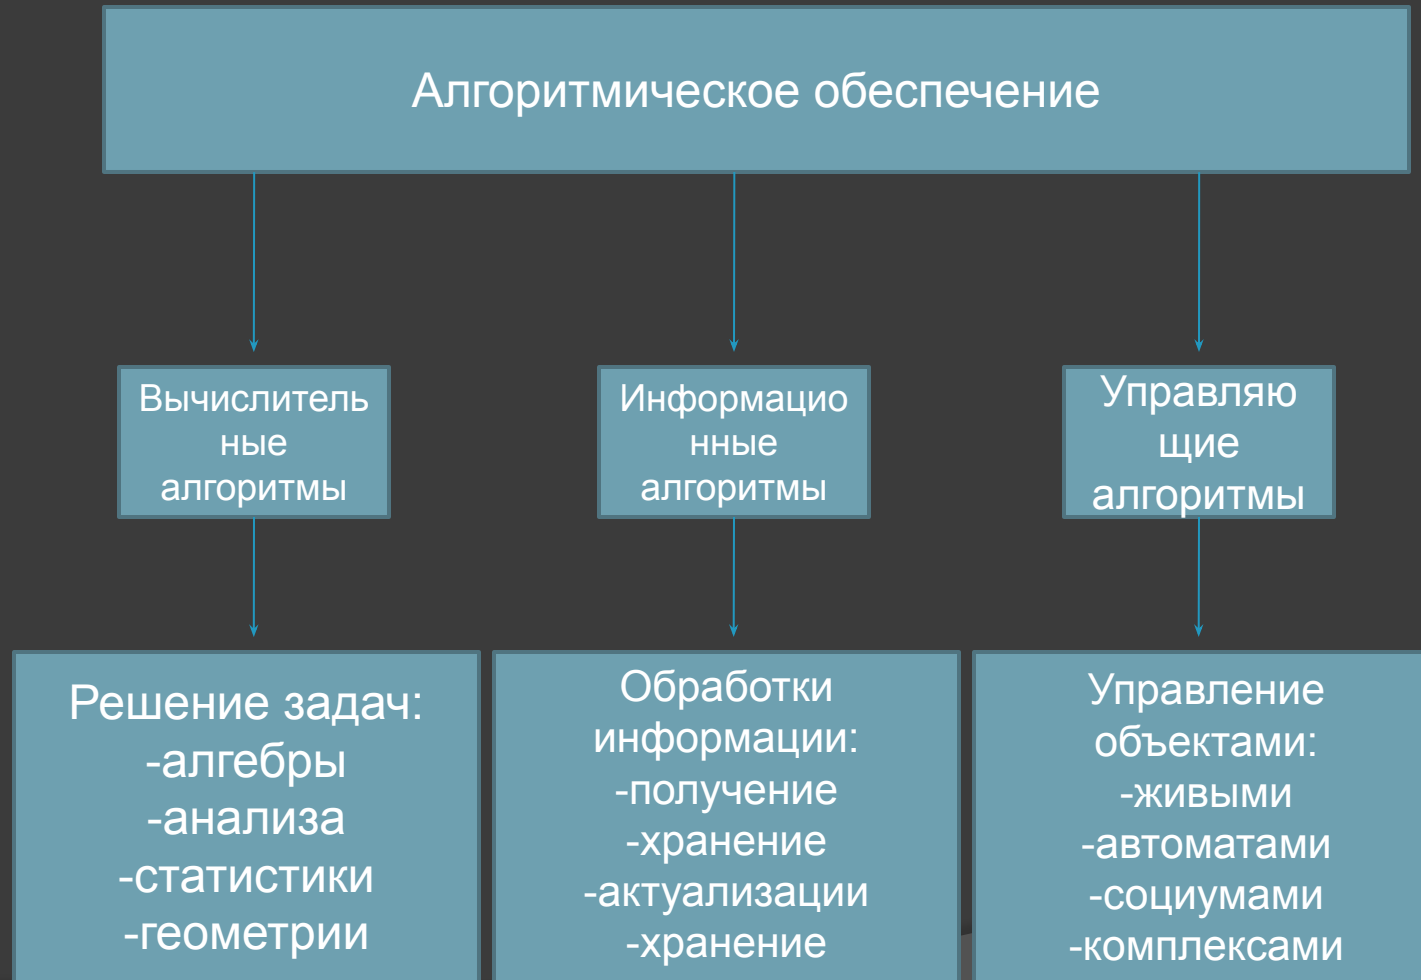 Алгоритмическое обеспечение
Вычислитель
ные
алгоритмы
Информацио
нные
алгоритмы
Управляю
щие
алгоритмы
Решение задач:
-алгебры
-анализа
-статистики
-геометрии
Обработки
информации:
-получение
-хранение
-актуализации
-хранение
Управление
объектами:
-живыми
-автоматами
-социумами
-комплексами